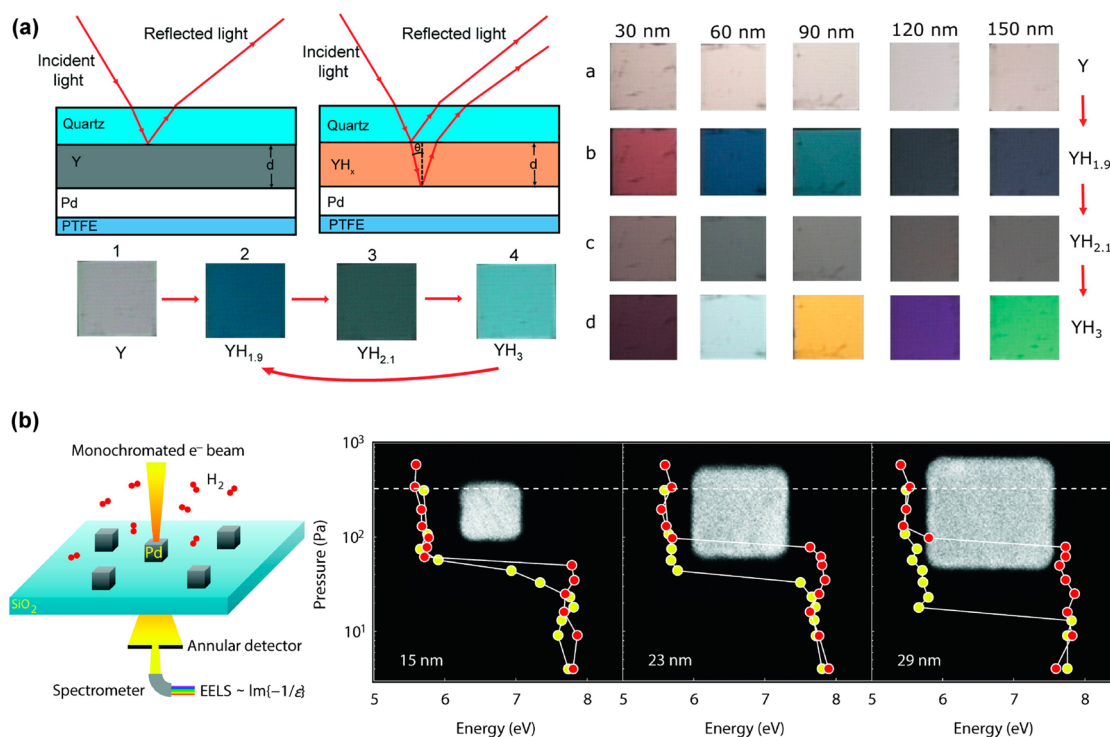 (a)
Incident
light
Reflected light
Quartz
Y
d
Pd
PTFE
Incident
light
Reflected light
Quartz
θ
YHₓ
d
Pd
PTFE
1
2
3
4
Y
YH₁.₉
YH₂.₁
YH₃
30 nm
60 nm
90 nm
120 nm
150 nm
a
Y
b
YH₁.₉
c
YH₂.₁
d
YH₃
(b)
Monochromated e⁻ beam
H₂
Pd
SiO₂
Annular detector
Spectrometer
EELS ~ Im{−1/ε}
Pressure (Pa)
10³
10²
10¹
15 nm
23 nm
29 nm
5
6
7
8
5
6
7
8
5
6
7
8
Energy (eV)
Energy (eV)
Energy (eV)